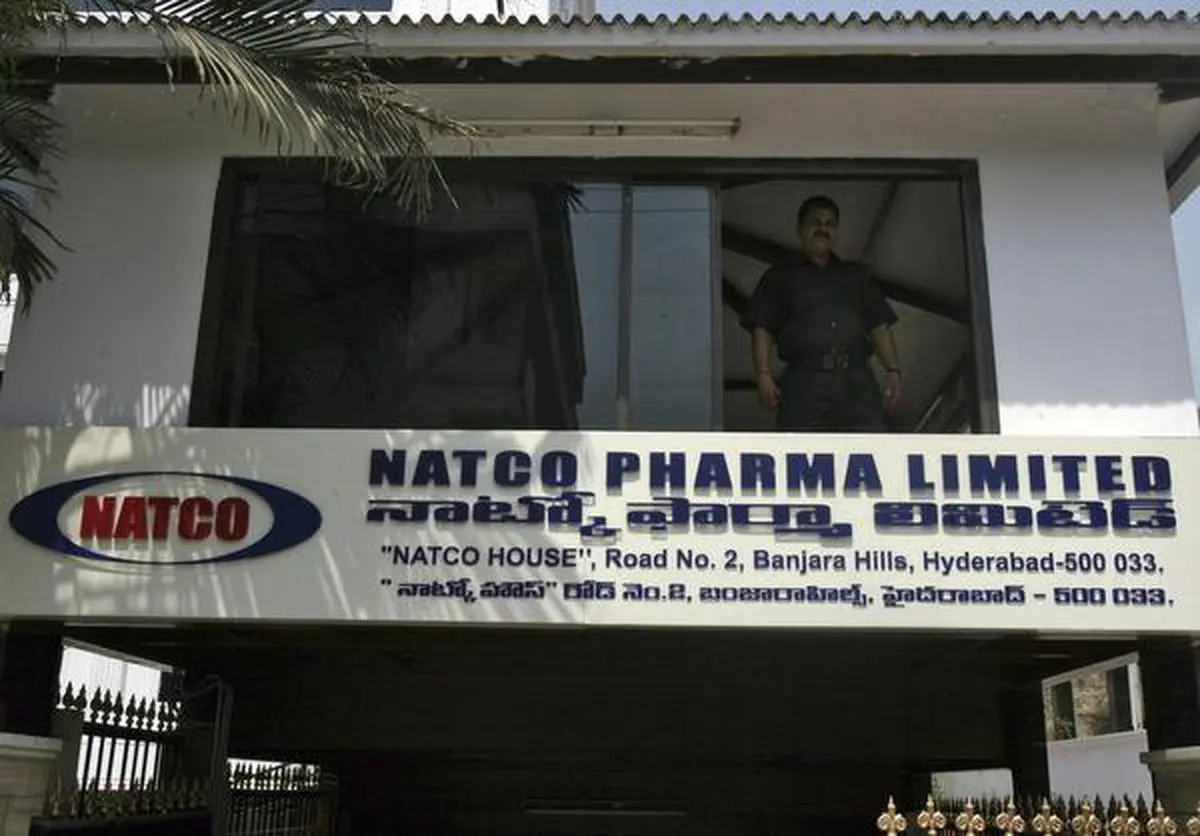 NATCO
NATCO PHARMA LIMITED
నాట్కో ఫార్మా లిమిటెడ్
"NATCO HOUSE", Road No. 2, Banjara Hills, Hyderabad-500 033.
" నాట్కో హౌస్" రోడ్ నెం.2, బంజారాహిల్స్, హైదరాబాద్ - 500 033.